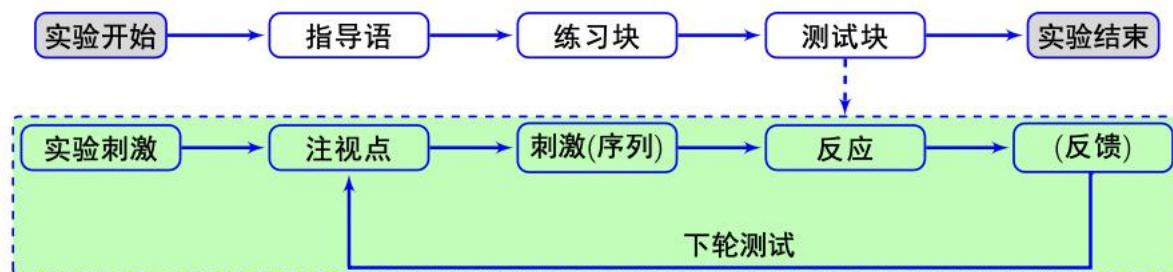 实验开始 指导语 练习块 测试块 实验结束
实验刺激 注视点 刺激(序列) 反应 (反馈)
下轮测试